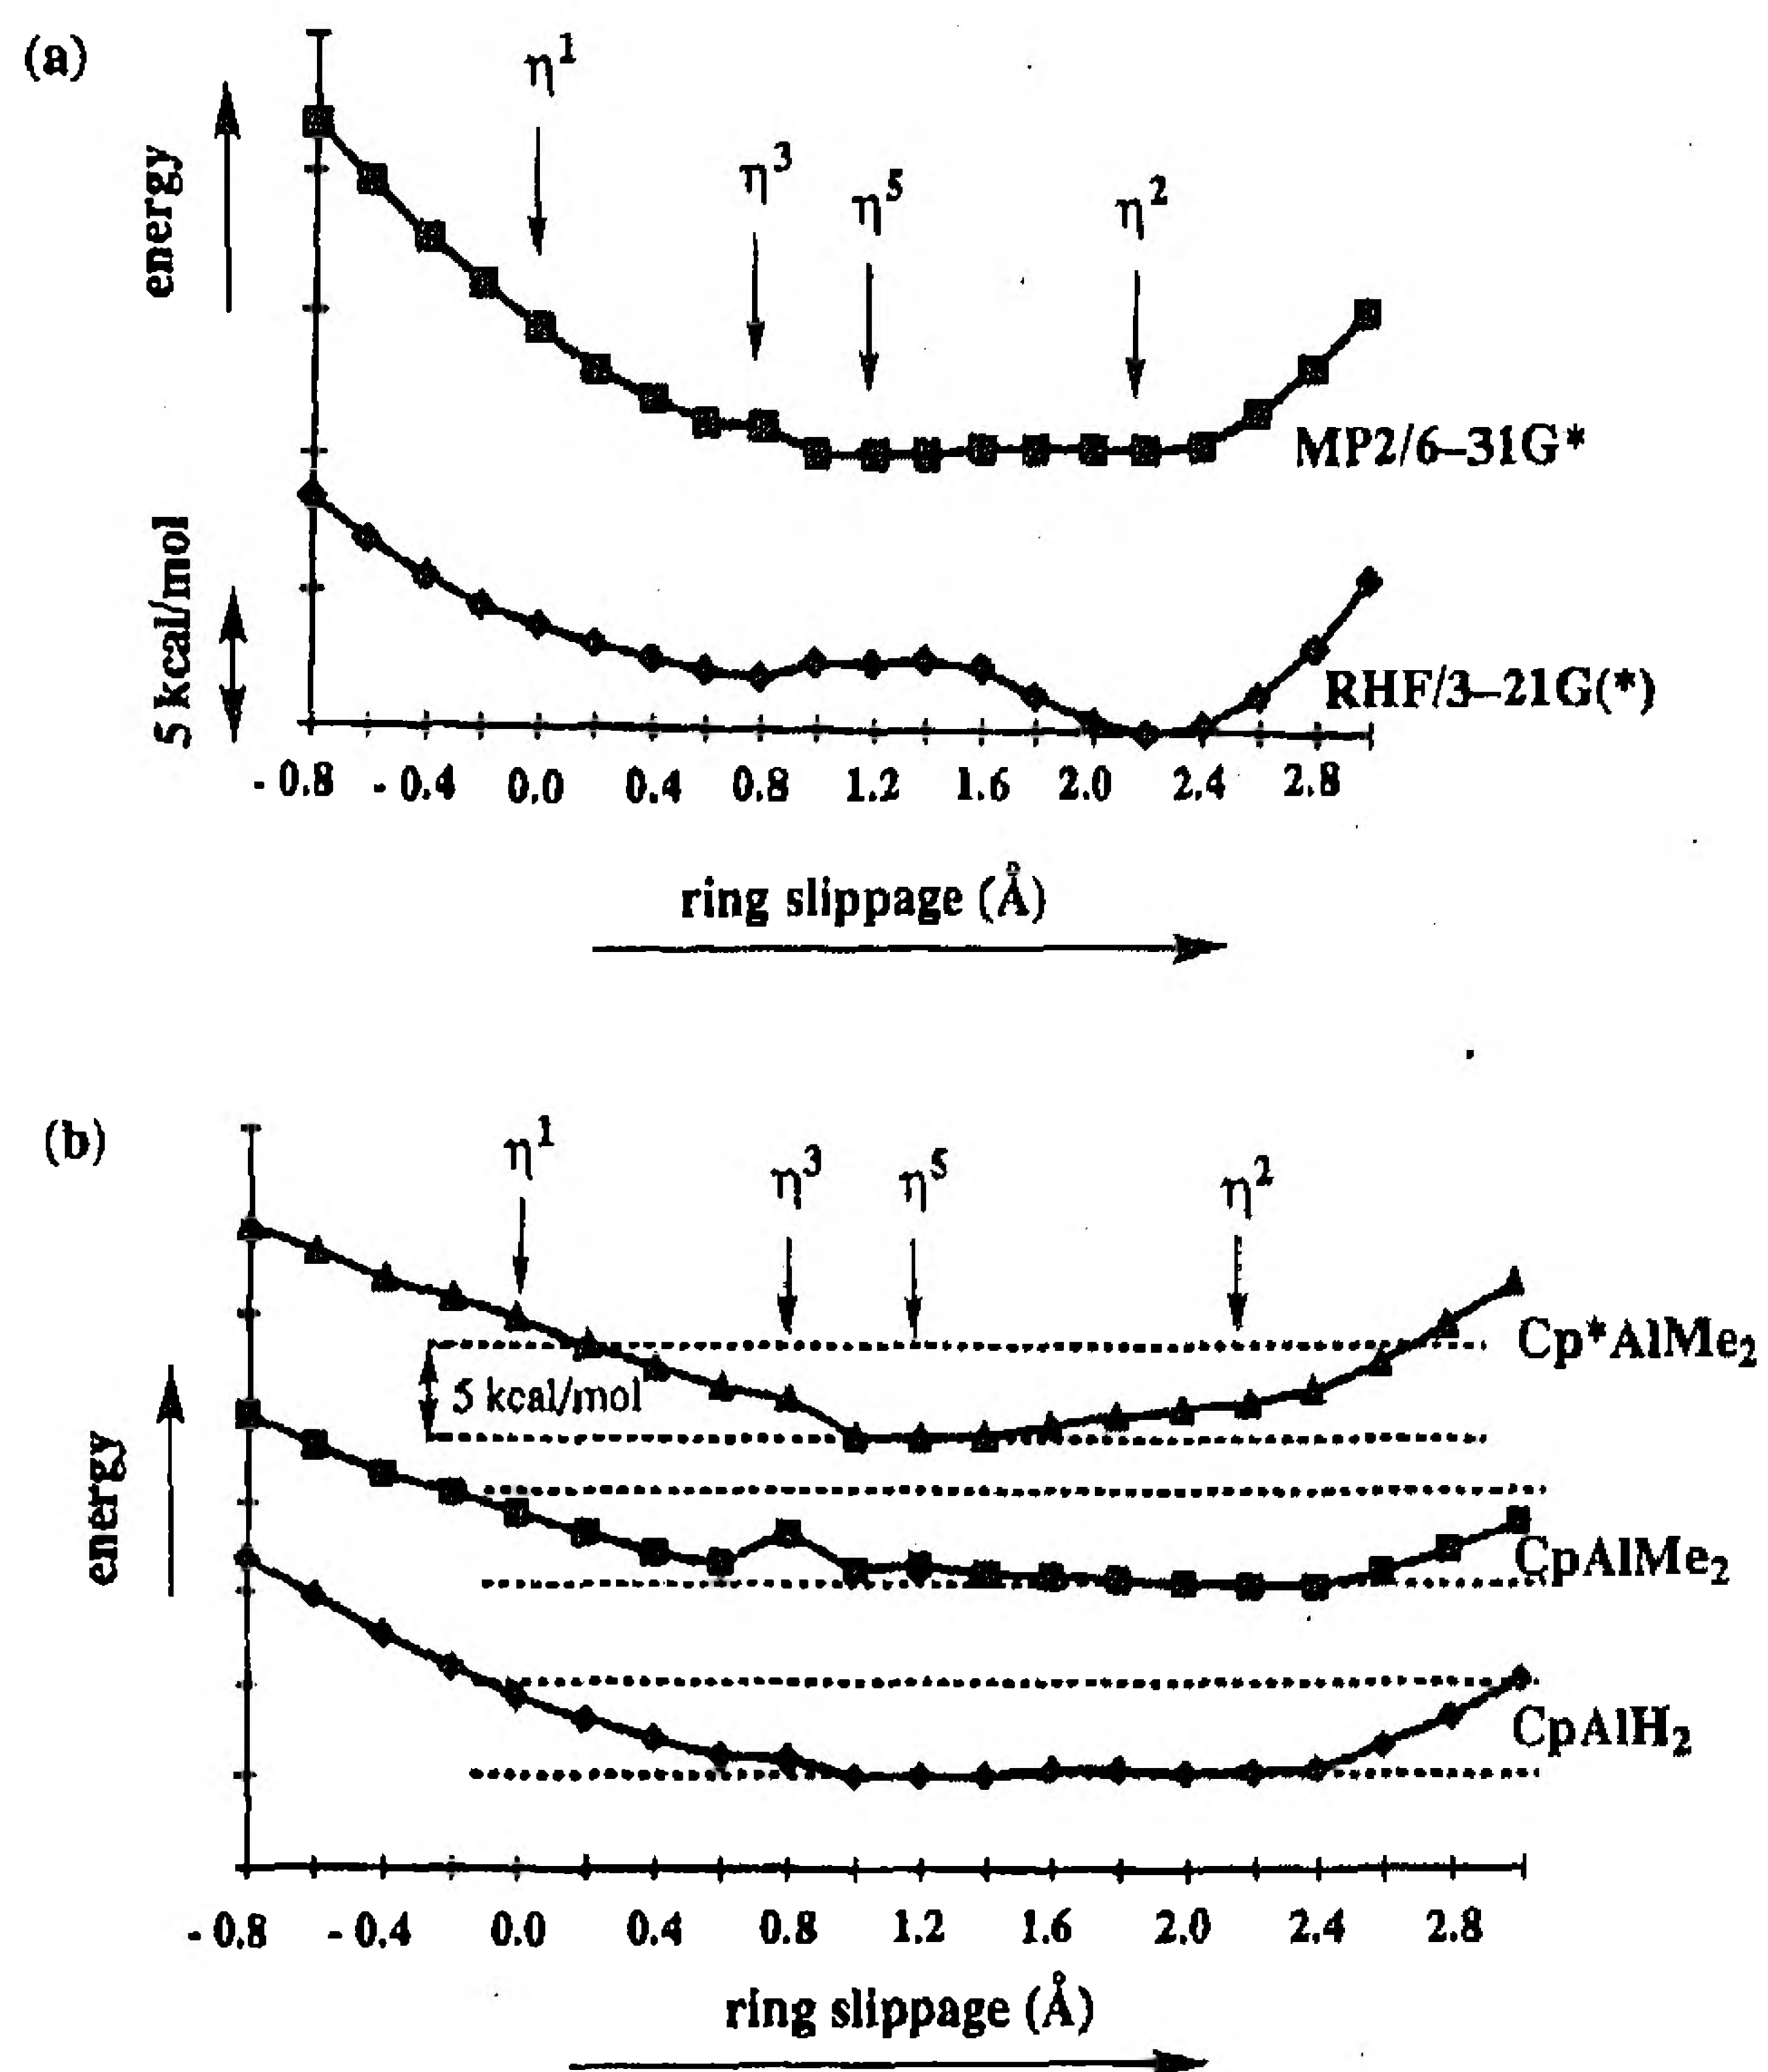 (a)
η¹
η³
η⁵
η²
energy
5 kcal/mol
MP2/6–31G*
RHF/3–21G(*)
- 0.8 - 0.4 0.0 0.4 0.8 1.2 1.6 2.0 2.4 2.8
ring slippage (Å)
(b)
η¹
η³
η⁵
η²
energy
Cp*AlMe₂
5 kcal/mol
CpAlMe₂
CpAlH₂
- 0.8 - 0.4 0.0 0.4 0.8 1.2 1.6 2.0 2.4 2.8
ring slippage (Å)